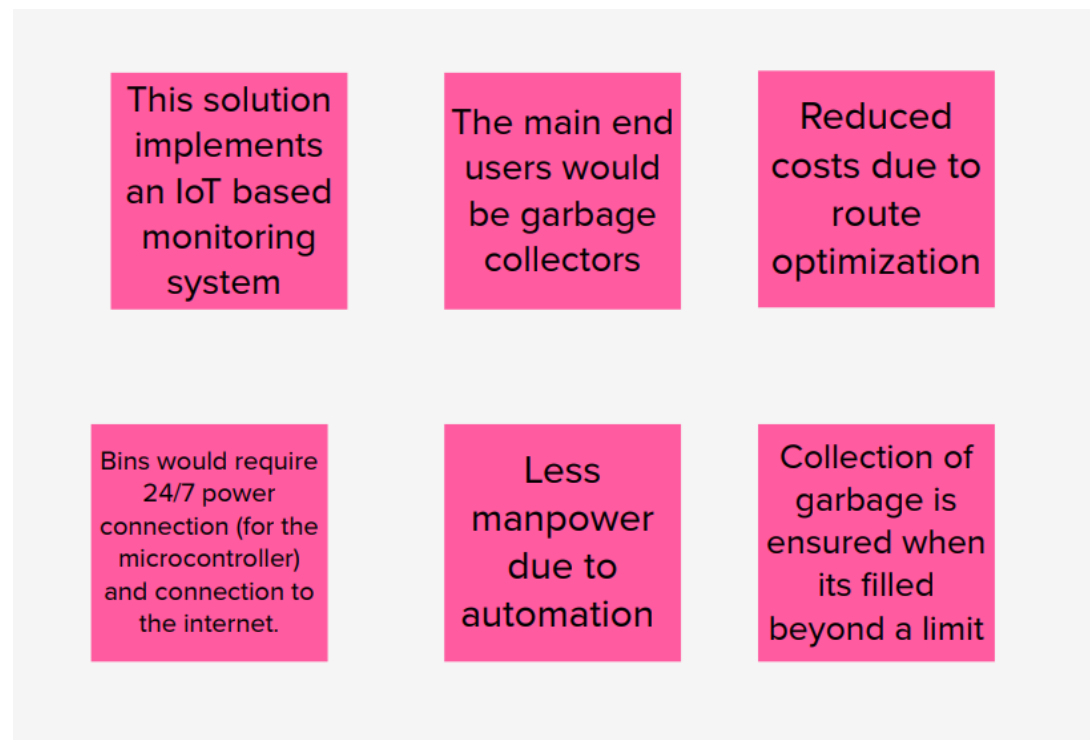 This solution
implements
an IoT based
monitoring
system
The main end
users would
be garbage
collectors
Reduced
costs due to
route
optimization
Bins would require
24/7 power
connection (for the
microcontroller)
and connection to
the internet.
Less
manpower
due to
automation
Collection of
garbage is
ensured when
its filled
beyond a limit